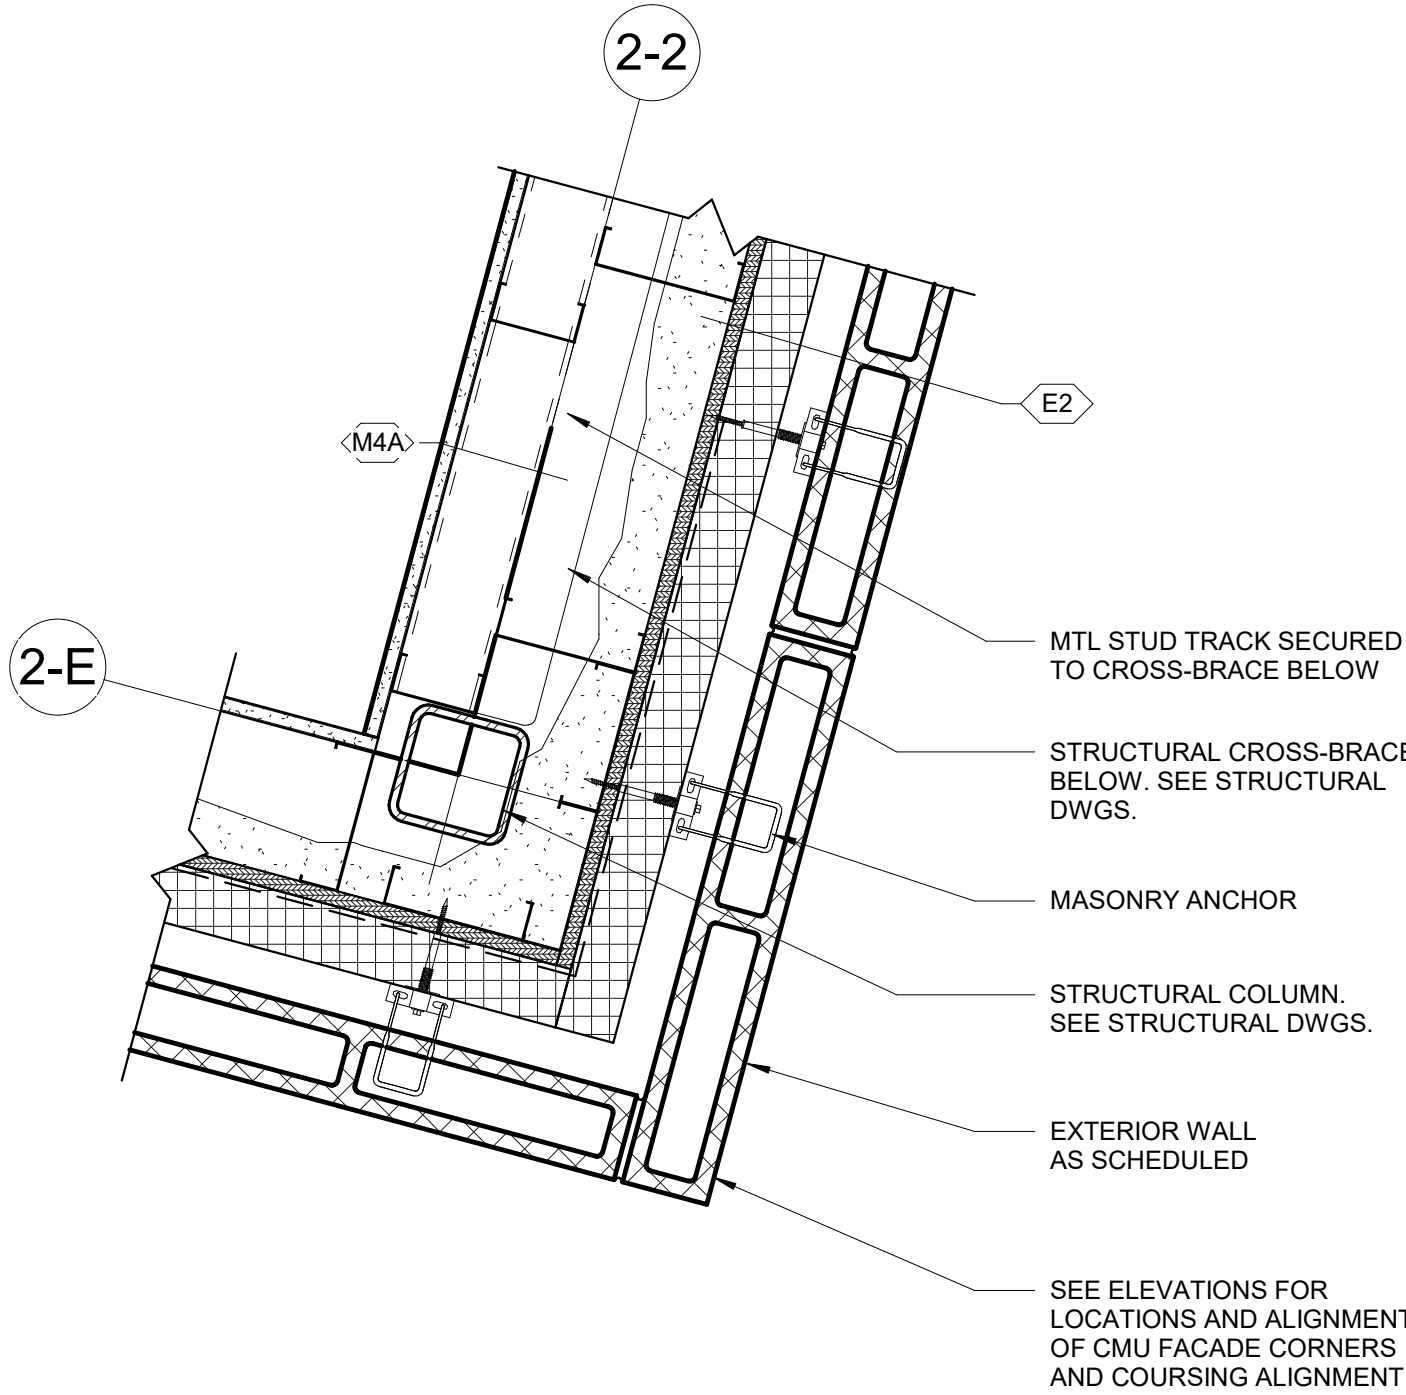 2-2
E2
M4A
MTL STUD TRACK SECURED
TO CROSS-BRACE BELOW
2-E
STRUCTURAL CROSS-BRACE
BELOW. SEE STRUCTURAL
DWGS.
MASONRY ANCHOR
STRUCTURAL COLUMN.
SEE STRUCTURAL DWGS.
EXTERIOR WALL
AS SCHEDULED
SEE ELEVATIONS FOR
LOCATIONS AND ALIGNMENT
OF CMU FACADE CORNERS
AND COURSING ALIGNMENT